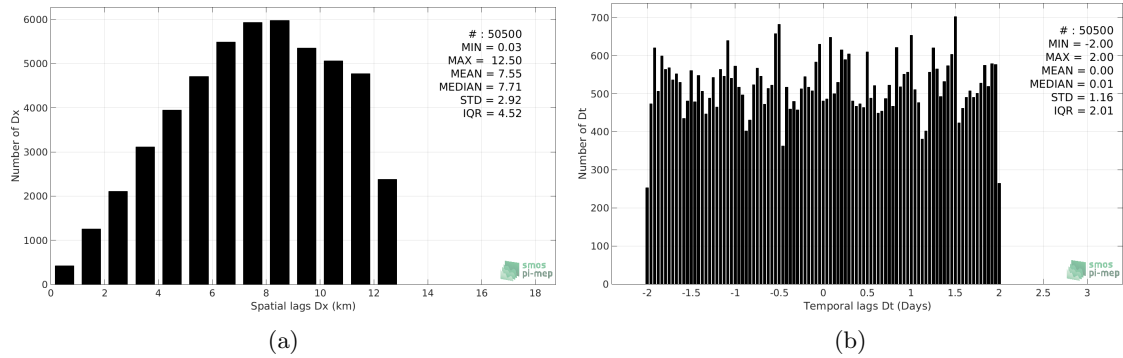 Number of Dx
6000
5000
4000
3000
2000
1000
0
0 2 4 6 8 10 12 14 16 18
Spatial lags Dx (km)
# : 50500
MIN = 0.03
MAX = 12.50
MEAN = 7.55
MEDIAN = 7.71
STD = 2.92
IQR = 4.52
smos
pi-mep
(a)
Number of Dt
700
600
500
400
300
200
100
0
-2 -1.5 -1 -0.5 0 0.5 1 1.5 2 2.5 3
Temporal lags Dt (Days)
# : 50500
MIN = -2.00
MAX = 2.00
MEAN = 0.00
MEDIAN = 0.01
STD = 1.16
IQR = 2.01
smos
pi-mep
(b)